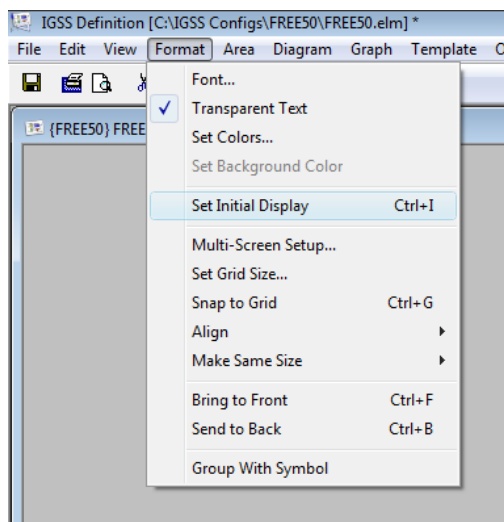 IGSS Definition [C:\IGSS Configs\FREE50\FREE50.elm] *
File Edit View Format Area Diagram Graph Template
{FREE50} FREE
Font...
Transparent Text
Set Colors...
Set Background Color
Set Initial Display Ctrl+I
Multi-Screen Setup...
Set Grid Size...
Snap to Grid Ctrl+G
Align
Make Same Size
Bring to Front Ctrl+F
Send to Back Ctrl+B
Group With Symbol